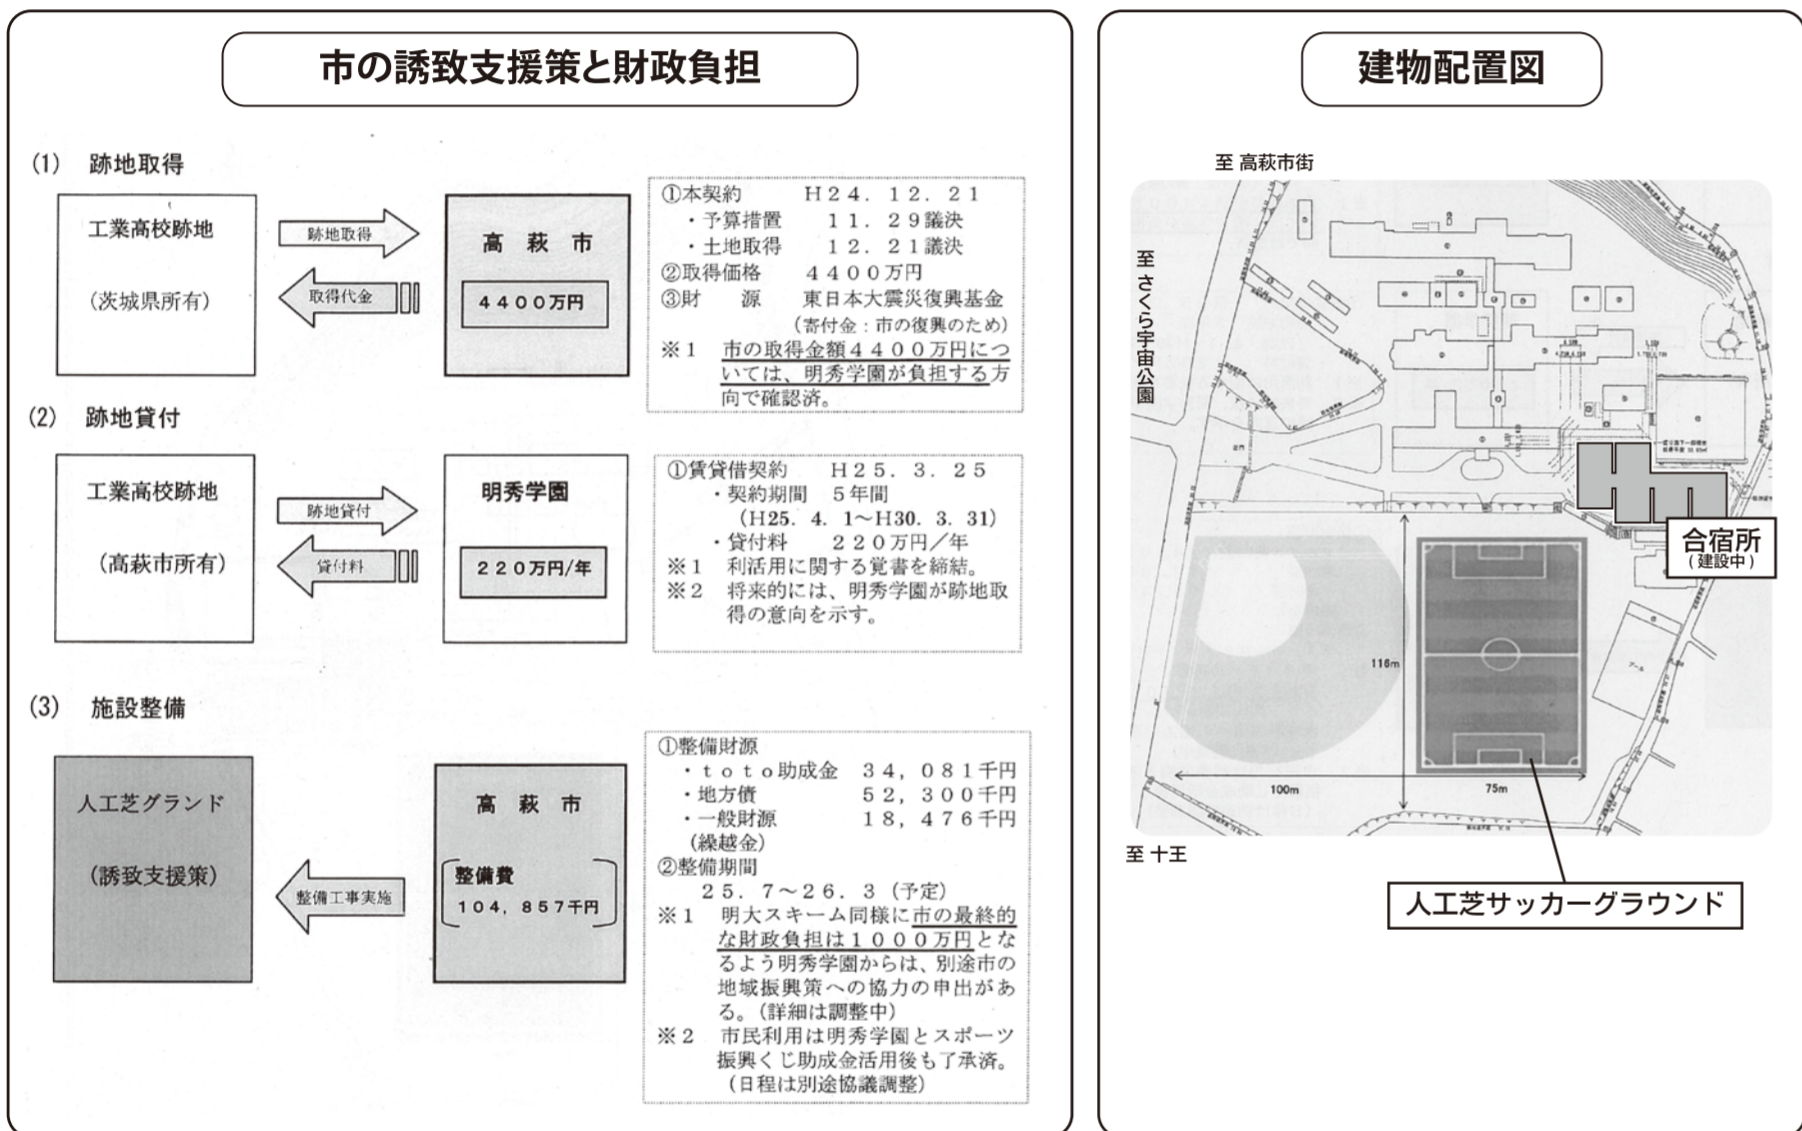 市の誘致支援策と財政負担
(1) 跡地取得
工業高校跡地
(茨城県所有)
跡地取得
取得代金
高 萩 市
4400万円
①本契約 H24.12.21
・予算措置 11.29議決
・土地取得 12.21議決
②取得価格 4400万円
③財 源 東日本大震災復興基金
(寄付金:市の復興のため)
※1 市の取得金額4400万円につ
いては、明秀学園が負担する方
向で確認済。
(2) 跡地貸付
工業高校跡地
(高萩市所有)
跡地貸付
貸付料
明秀学園
220万円/年
①賃貸借契約 H25.3.25
・契約期間 5年間
(H25.4.1~H30.3.31)
・貸付料 220万円/年
※1 利活用に関する覚書を締結。
※2 将来的には、明秀学園が跡地取
得の意向を示す。
(3) 施設整備
人工芝グランド
(誘致支援策)
整備工事実施
高 萩 市
整備費
104,857千円
①整備財源
・toto助成金 34,081千円
・地方債 52,300千円
・一般財源 18,476千円
(繰越金)
②整備期間
25.7~26.3(予定)
※1 明大スキーム同様に市の最終的
な財政負担は1000万円とな
るよう明秀学園からは、別途市の
地域振興策への協力の申出があ
る。(詳細は調整中)
※2 市民利用は明秀学園とスポーツ
振興くじ助成金活用後も了承済。
(日程は別途協議調整)
建物配置図
至 高萩市街
至 さくら宇宙公園
合宿所
(建設中)
プール
116m
100m
75m
至 十王
人工芝サッカーグラウンド